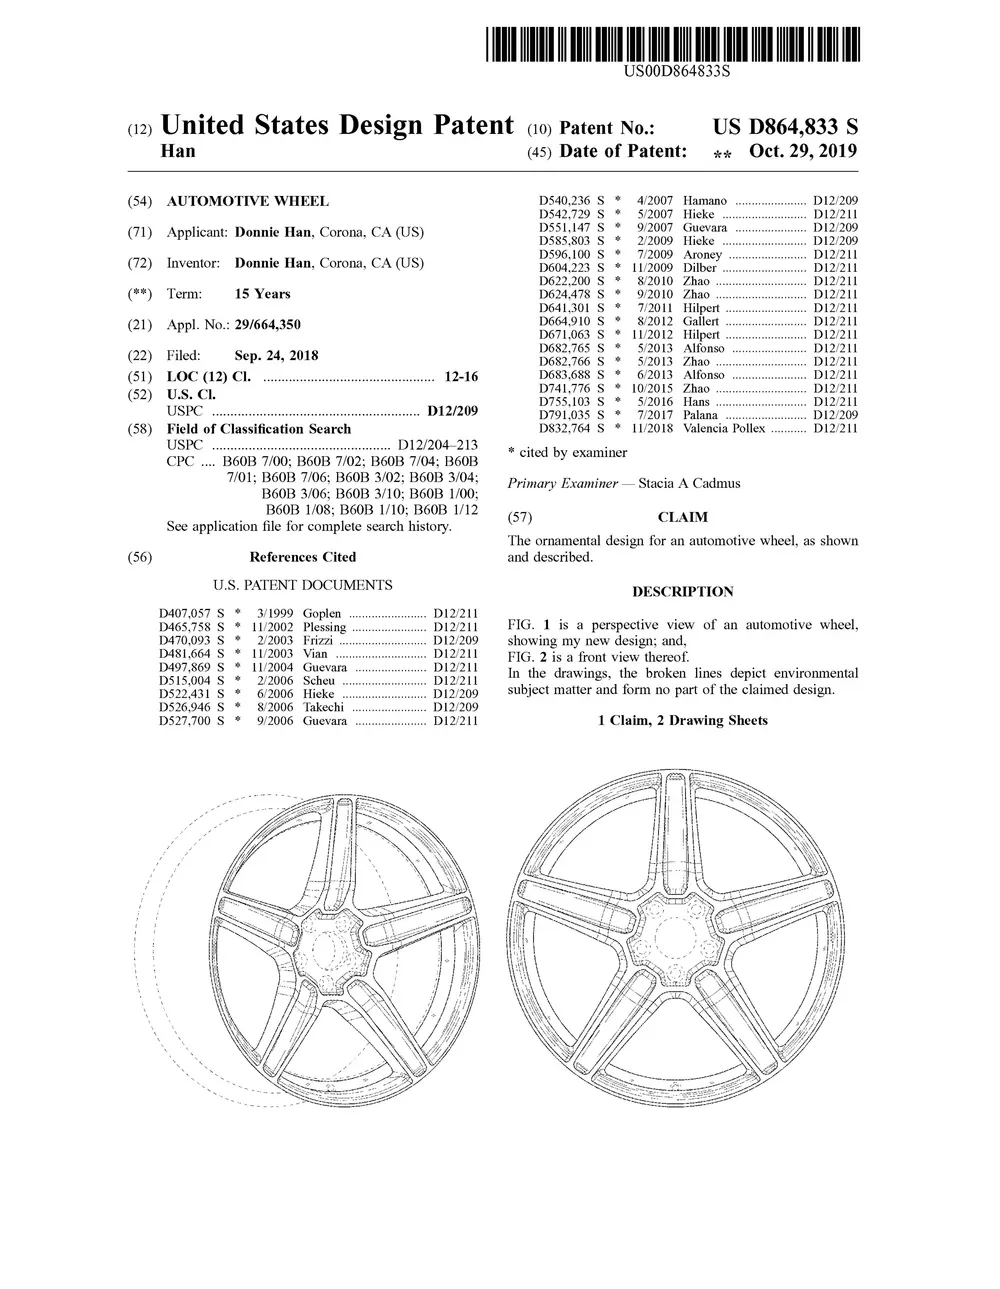 US00D864833S
(12) United States Design Patent
Han
(10) Patent No.: US D864,833 S
(45) Date of Patent: ** Oct. 29, 2019
(54) AUTOMOTIVE WHEEL
(71) Applicant: Donnie Han, Corona, CA (US)
(72) Inventor: Donnie Han, Corona, CA (US)
(**) Term: 15 Years
(21) Appl. No.: 29/664,350
(22) Filed: Sep. 24, 2018
(51) LOC (12) Cl. .............................................. 12-16
(52) U.S. Cl.
USPC ......................................................... D12/209
(58) Field of Classification Search
USPC ................................................. D12/204–213
CPC .... B60B 7/00; B60B 7/02; B60B 7/04; B60B
7/01; B60B 7/06; B60B 3/02; B60B 3/04;
B60B 3/06; B60B 3/10; B60B 1/00;
B60B 1/08; B60B 1/10; B60B 1/12
See application file for complete search history.
(56) References Cited
U.S. PATENT DOCUMENTS
D407,057 S * 3/1999 Goplen ........................ D12/211
D465,758 S * 11/2002 Plessing ....................... D12/211
D470,093 S * 2/2003 Frizzi ........................... D12/209
D481,664 S * 11/2003 Vian ............................ D12/211
D497,869 S * 11/2004 Guevara ...................... D12/211
D515,004 S * 2/2006 Scheu .......................... D12/211
D522,431 S * 6/2006 Hieke .......................... D12/209
D526,946 S * 8/2006 Takechi ....................... D12/209
D527,700 S * 9/2006 Guevara ...................... D12/211
D540,236 S * 4/2007 Hamano ...................... D12/209
D542,729 S * 5/2007 Hieke .......................... D12/211
D551,147 S * 9/2007 Guevara ...................... D12/209
D585,803 S * 2/2009 Hieke .......................... D12/209
D596,100 S * 7/2009 Aroney ........................ D12/211
D604,223 S * 11/2009 Dilber .......................... D12/211
D622,200 S * 8/2010 Zhao ............................ D12/211
D624,478 S * 9/2010 Zhao ............................ D12/211
D641,301 S * 7/2011 Hilpert ......................... D12/211
D664,910 S * 8/2012 Gallert ......................... D12/211
D671,063 S * 11/2012 Hilpert ......................... D12/211
D682,765 S * 5/2013 Alfonso ....................... D12/211
D682,766 S * 5/2013 Zhao ............................ D12/211
D683,688 S * 6/2013 Alfonso ....................... D12/211
D741,776 S * 10/2015 Zhao ............................ D12/211
D755,103 S * 5/2016 Hans ............................ D12/211
D791,035 S * 7/2017 Palana ......................... D12/209
D832,764 S * 11/2018 Valencia Pollex ........... D12/211
* cited by examiner
Primary Examiner — Stacia A Cadmus
(57) CLAIM
The ornamental design for an automotive wheel, as shown
and described.
DESCRIPTION
FIG. 1 is a perspective view of an automotive wheel,
showing my new design; and,
FIG. 2 is a front view thereof.
In the drawings, the broken lines depict environmental
subject matter and form no part of the claimed design.
1 Claim, 2 Drawing Sheets